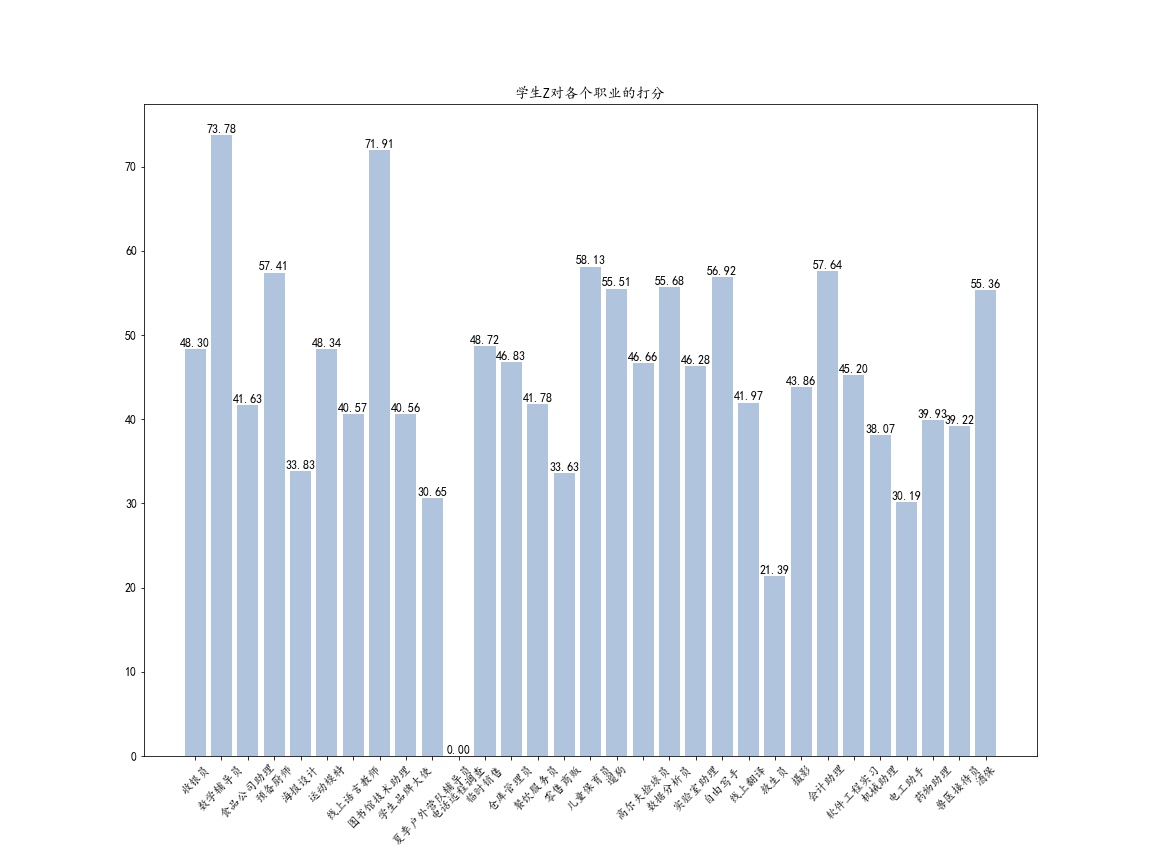 学生Z对各个职业的打分
73.78
71.91
70
60
58.13
57.64
57.41
56.92
55.68
55.51
55.36
50
48.72
48.34
48.30
46.83
46.66
46.28
45.20
43.86
41.97
41.78
41.63
40.57
40.56
40
39.93
39.22
38.07
33.83
33.63
30.65
30.19
30
21.39
20
10
0.00
0
收银员
数学辅导员
食品公司助理
预备厨师
海报设计
运动模特
线上语言教师
图书馆技术助理
学生品牌大使
夏季户外营队辅导员
电话远程调查
临时销售
仓库管理员
餐饮服务员
零售商贩
儿童保育员
遛狗
高尔夫捡球员
数据分析员
实验室助理
自由写手
线上翻译
救生员
摄影
会计助理
软件工程实习
机械助理
电工助手
药物助理
兽医接待员
酒保